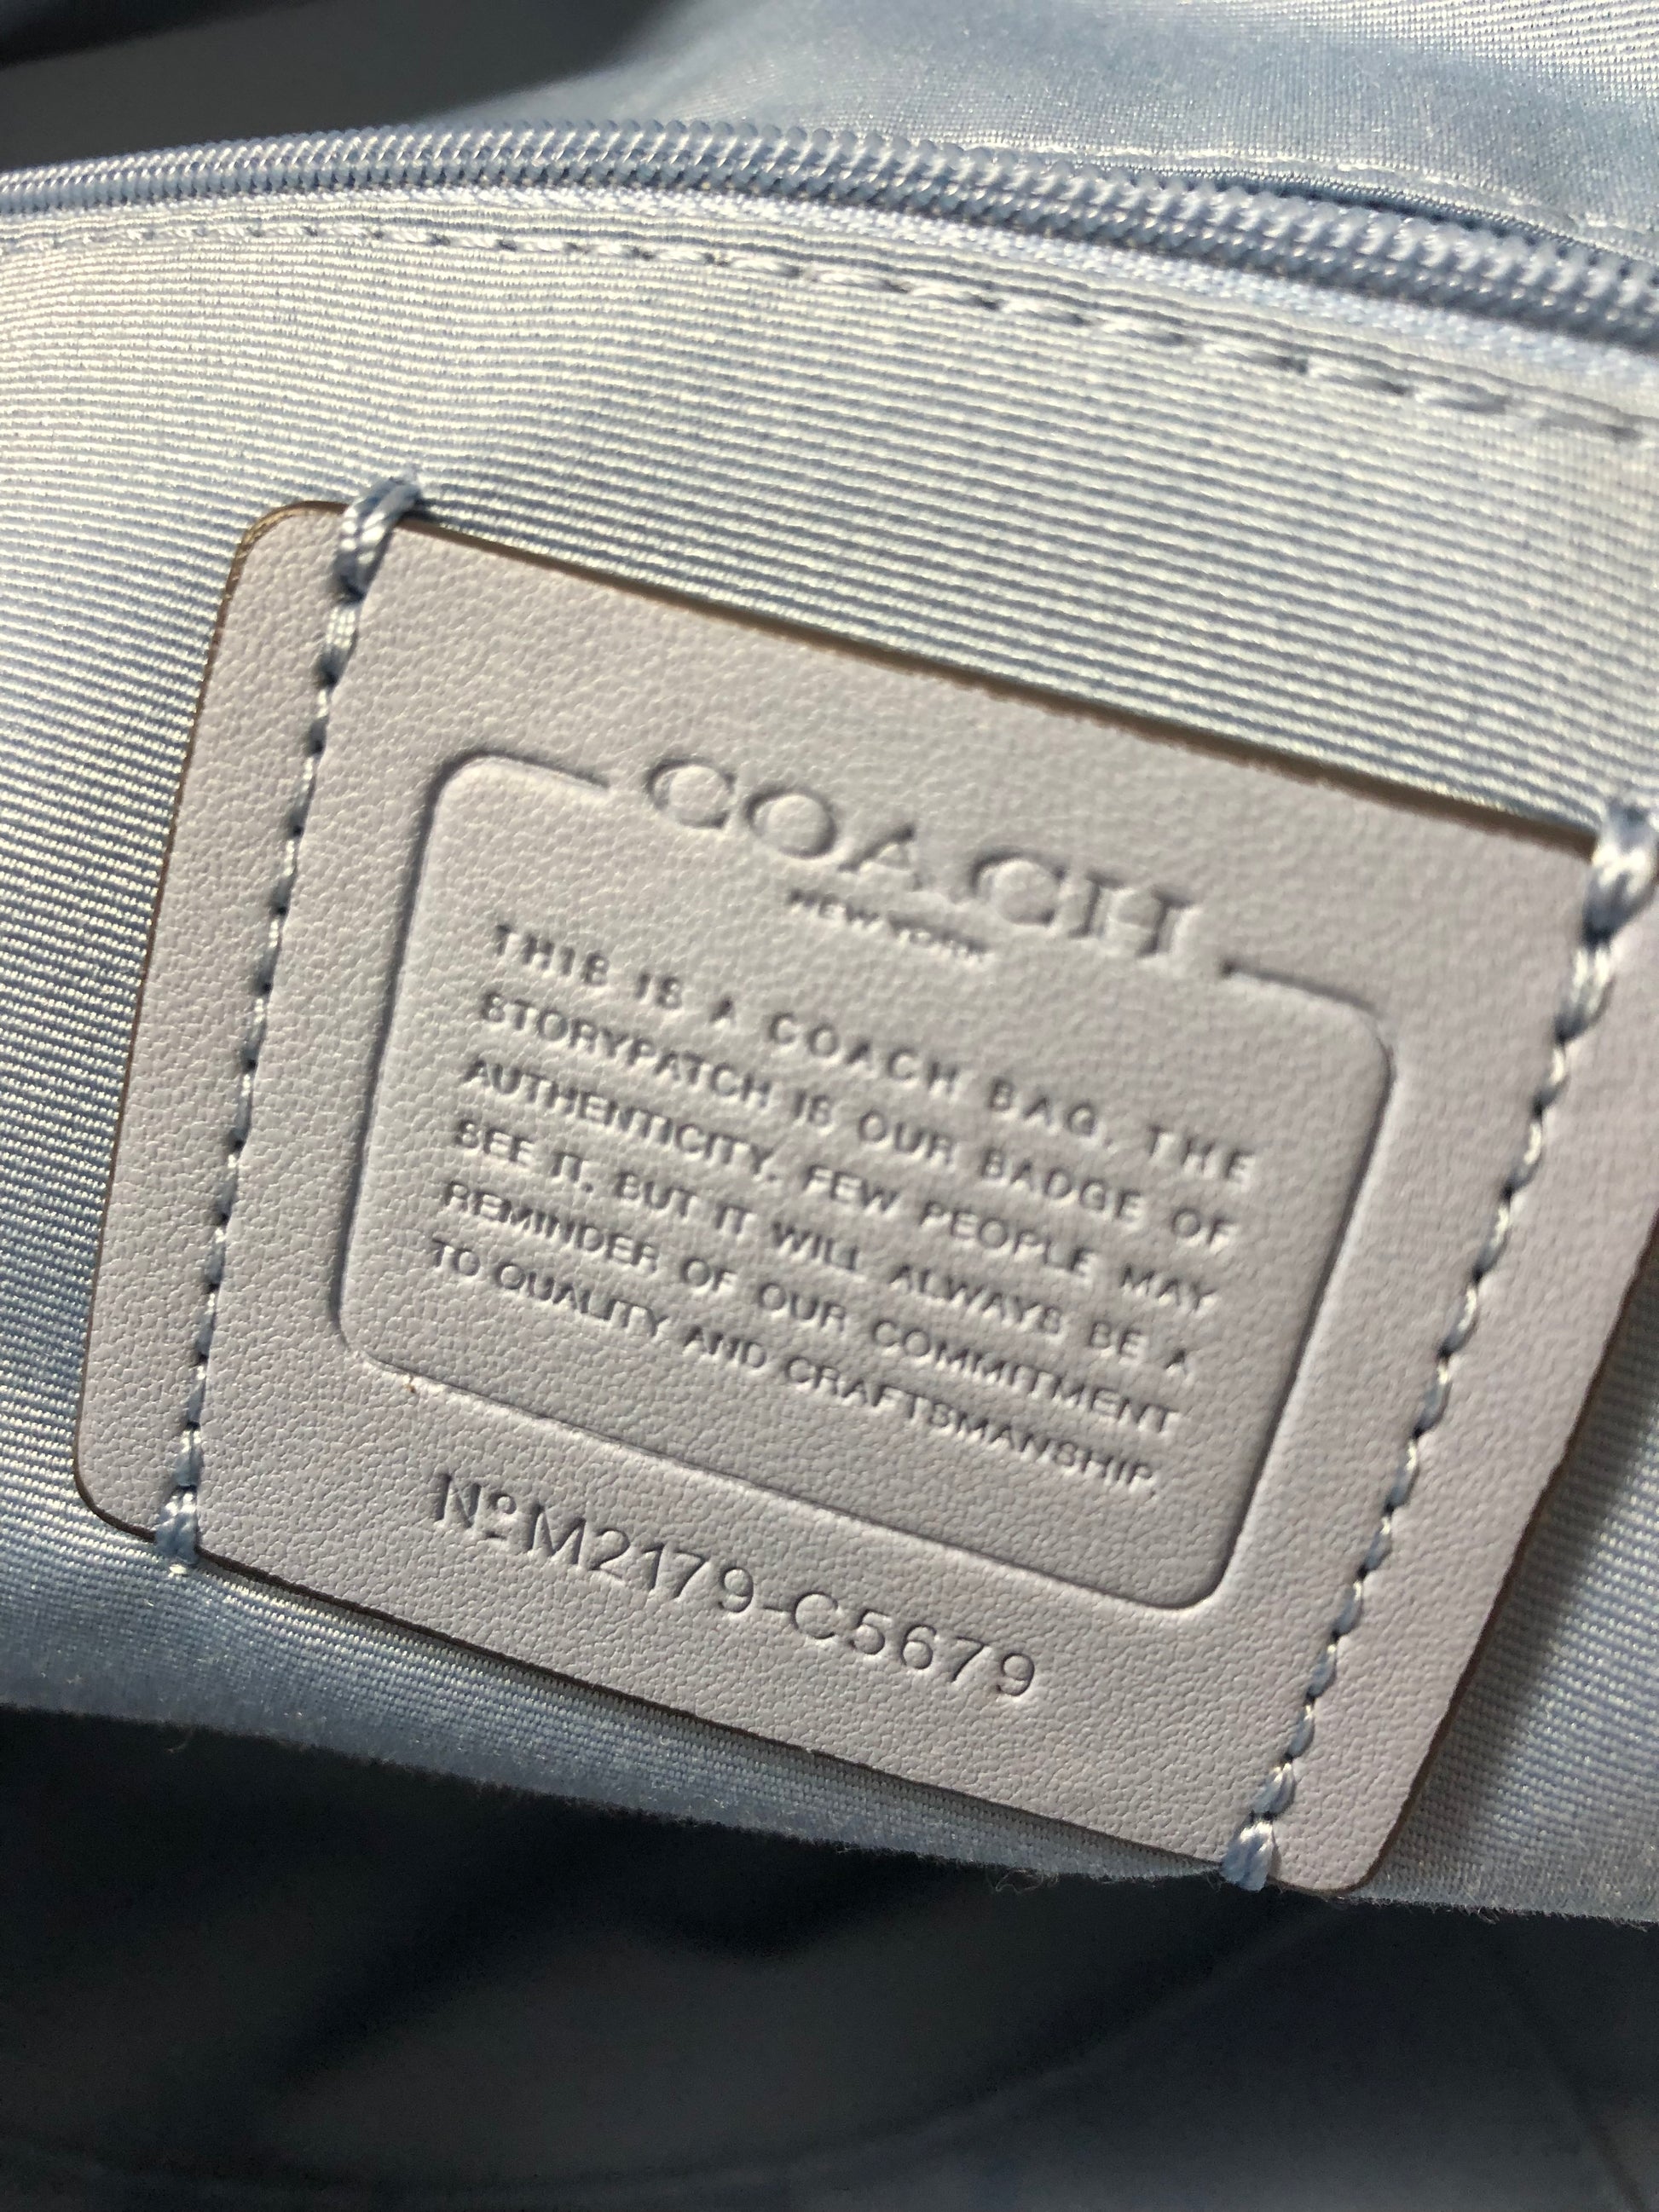 COACH
NEW YORK
THIS IS A COACH BAG. THE
STORYPATCH IS OUR BADGE OF
AUTHENTICITY. FEW PEOPLE MAY
SEE IT, BUT IT WILL ALWAYS BE A
REMINDER OF OUR COMMITMENT
TO QUALITY AND CRAFTSMANSHIP.
NºM2179-C5679